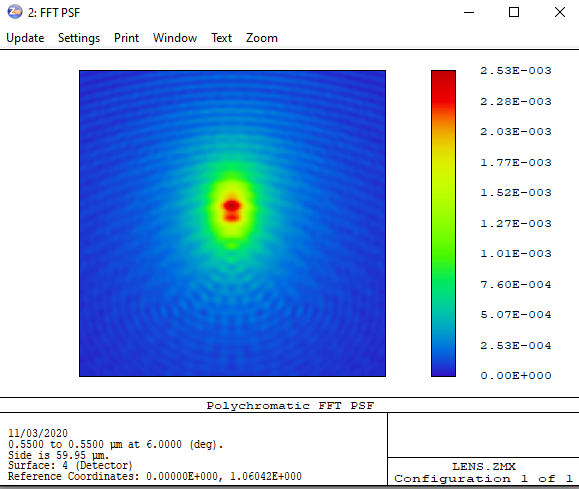 2: FFT PSF
Update Settings Print Window Text Zoom
2.53E-003
2.28E-003
2.03E-003
1.77E-003
1.52E-003
1.27E-003
1.01E-003
7.60E-004
5.07E-004
2.53E-004
0.00E+000
Polychromatic FFT PSF
11/03/2020
0.5500 to 0.5500 µm at 6.0000 (deg).
Side is 59.95 µm.
Surface: 4 (Detector)
Reference Coordinates: 0.00000E+000, 1.06042E+000
LENS.ZMX
Configuration 1 of 1